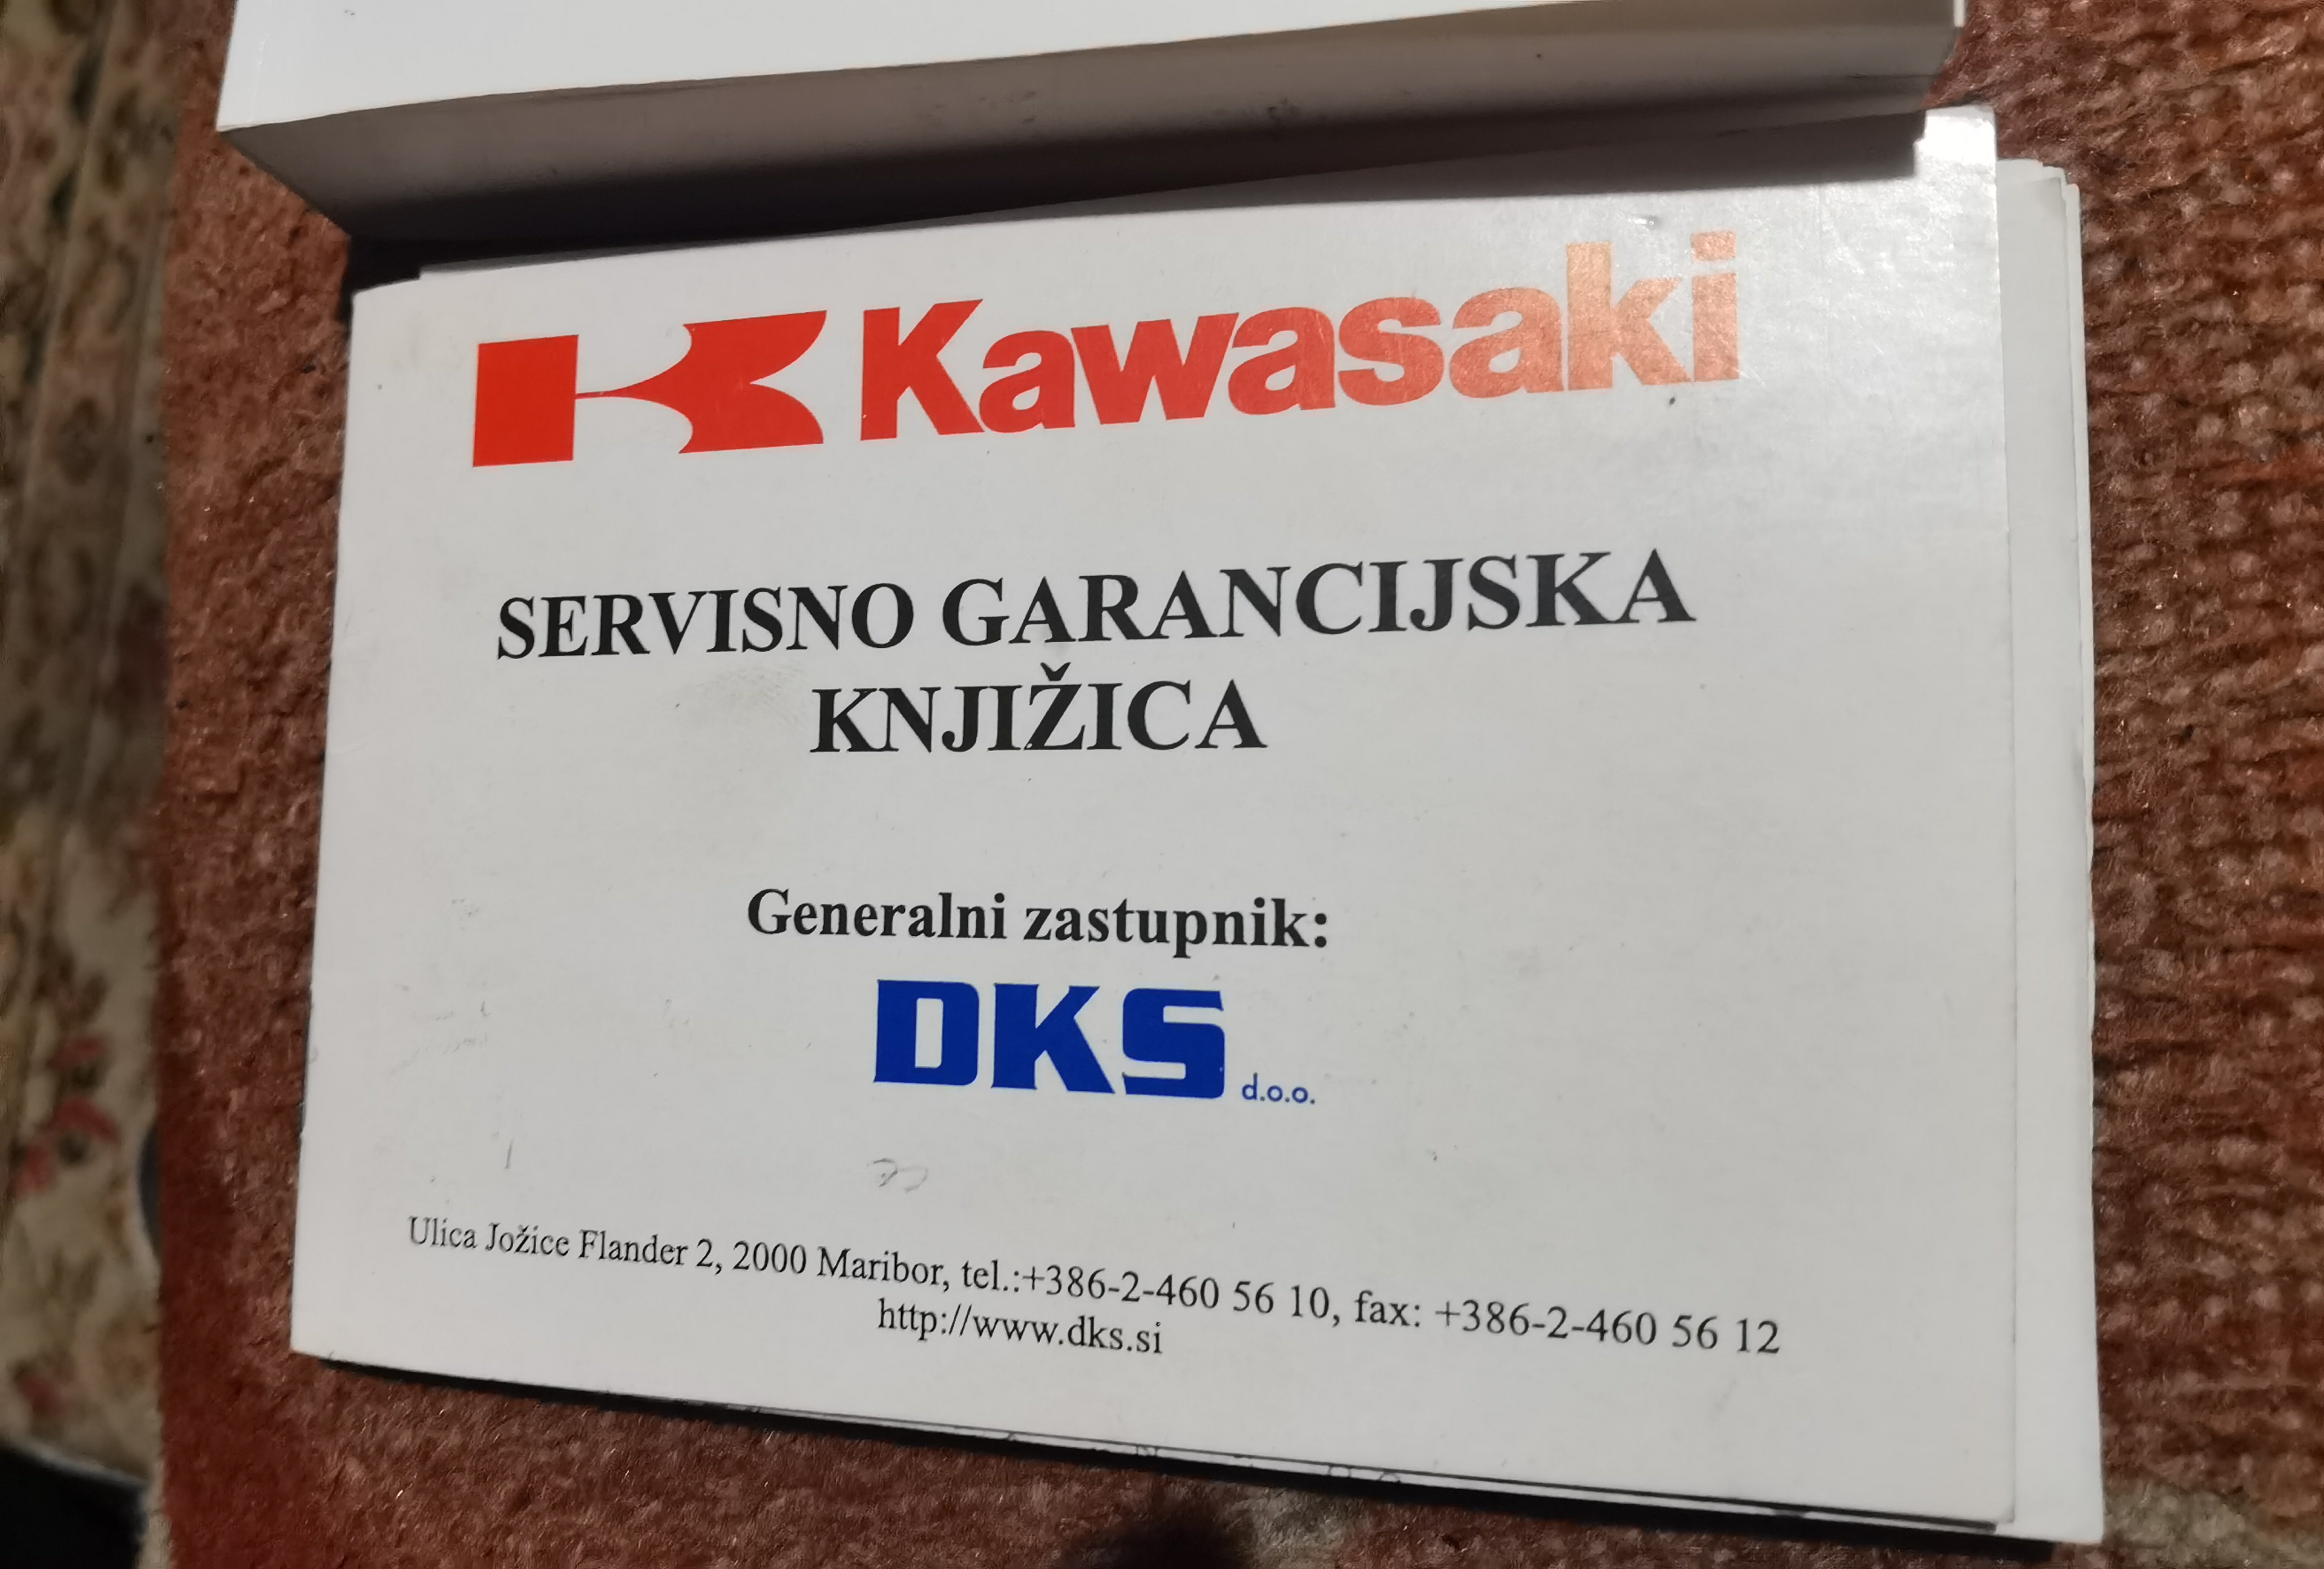 Kawasaki
SERVISNO GARANCIJSKA
KNJIŽICA
Generalni zastupnik:
DKS d.o.o.
Ulica Jožice Flander 2, 2000 Maribor, tel.:+386-2-460 56 10, fax: +386-2-460 56 12
http://www.dks.si